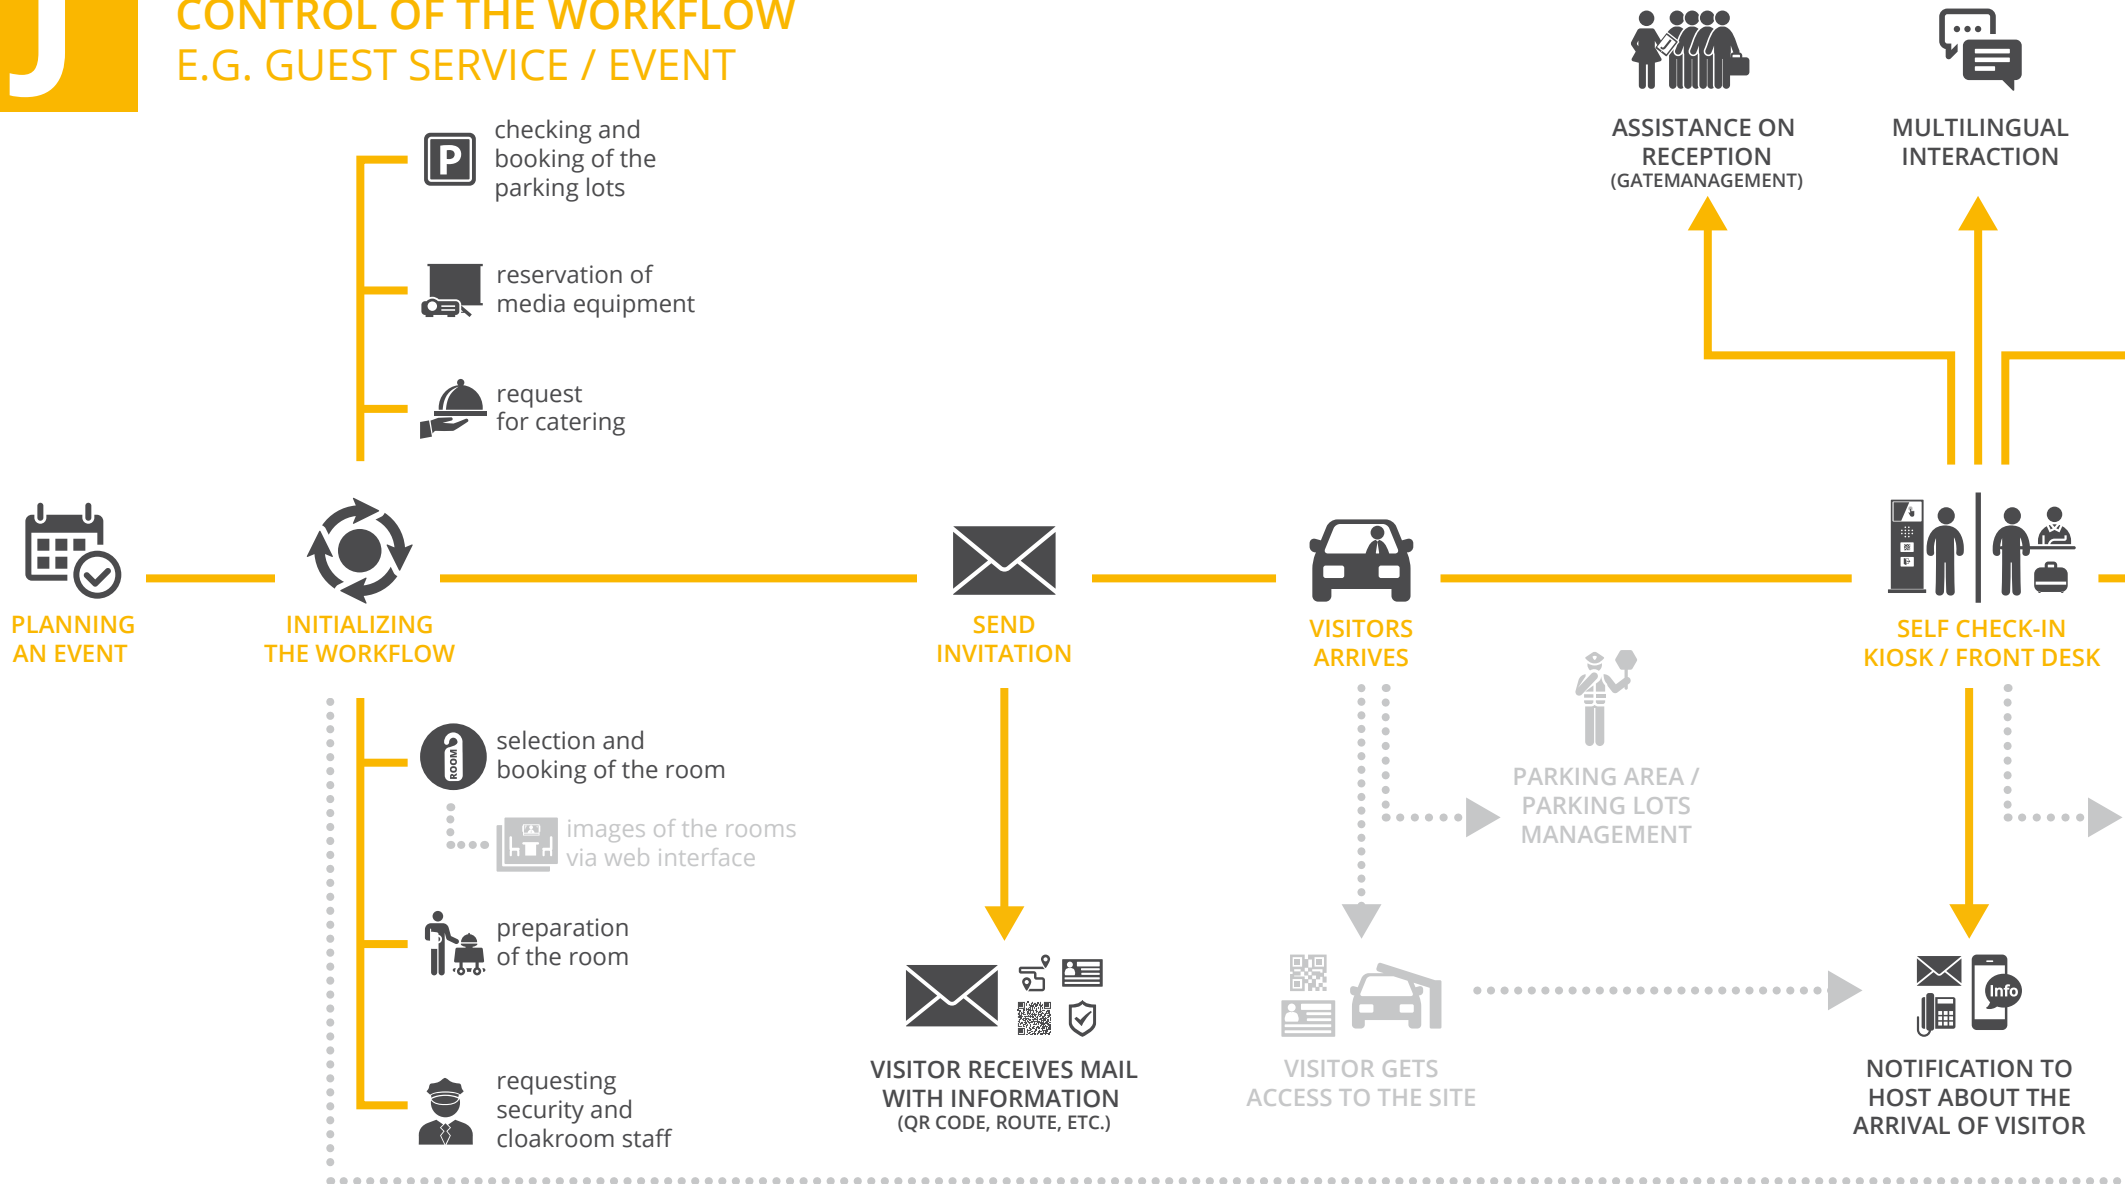 J
CONTROL OF THE WORKFLOW
E.G. GUEST SERVICE / EVENT
P
checking and
booking of the
parking lots
reservation of
media equipment
request
for catering
ASSISTANCE ON
RECEPTION
(GATEMANAGEMENT)
MULTILINGUAL
INTERACTION
PLANNING
AN EVENT
INITIALIZING
THE WORKFLOW
SEND
INVITATION
VISITORS
ARRIVES
SELF CHECK-IN
KIOSK / FRONT DESK
ROOM
selection and
booking of the room
images of the rooms
via web interface
preparation
of the room
requesting
security and
cloakroom staff
VISITOR RECEIVES MAIL
WITH INFORMATION
(QR CODE, ROUTE, ETC.)
PARKING AREA /
PARKING LOTS
MANAGEMENT
VISITOR GETS
ACCESS TO THE SITE
Info
NOTIFICATION TO
HOST ABOUT THE
ARRIVAL OF VISITOR